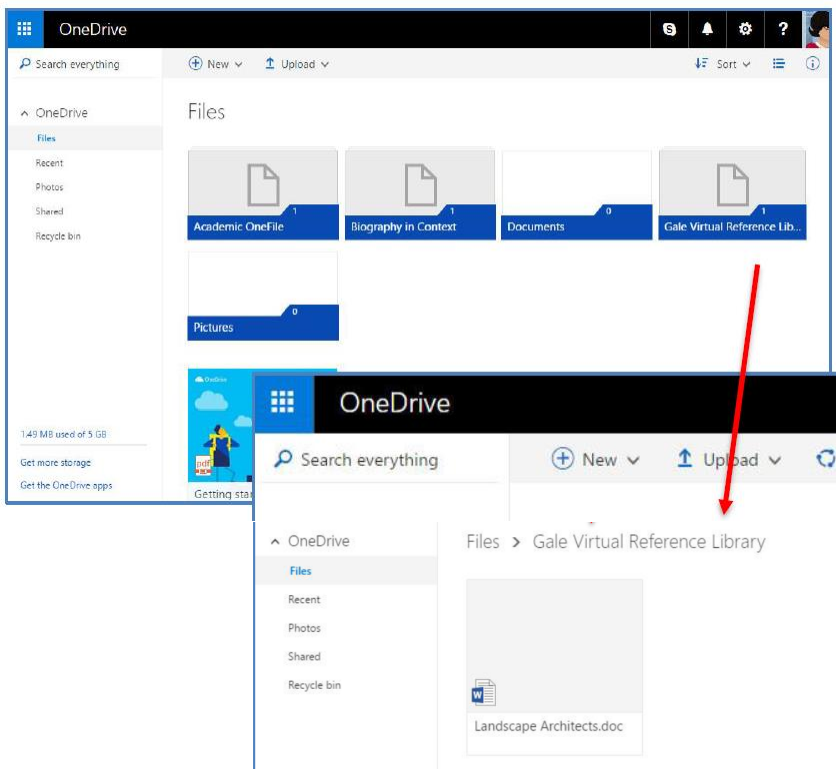 OneDrive
?
Search everything
New
Upload
Sort
OneDrive
Files
Recent
Photos
Shared
Recycle bin
1.49 MB used of 5 GB
Get more storage
Get the OneDrive apps
Files
1
Academic OneFile
1
Biography in Context
0
Documents
1
Gale Virtual Reference Lib...
0
Pictures
OneDrive
pdf
Getting star
OneDrive
Search everything
New
Upload
OneDrive
Files
Recent
Photos
Shared
Recycle bin
Files > Gale Virtual Reference Library
W
Landscape Architects.doc